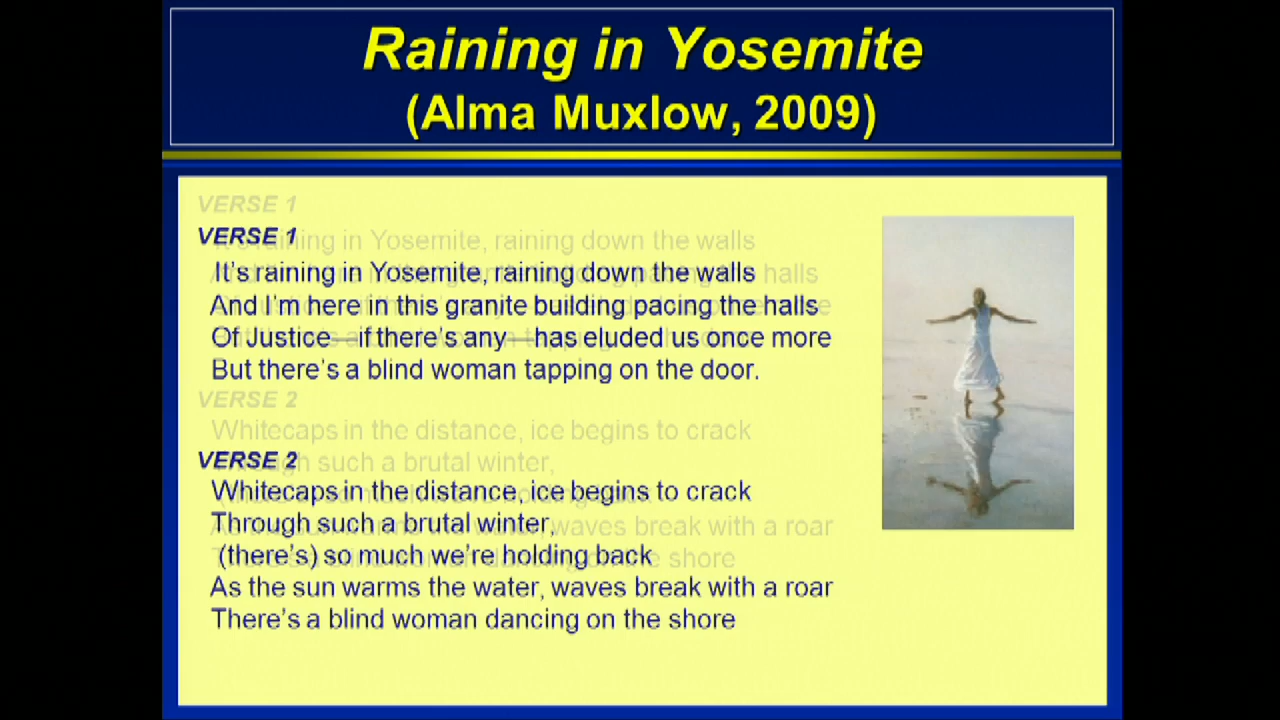 Raining in Yosemite
(Alma Muxlow, 2009)
VERSE 1
It’s raining in Yosemite, raining down the walls
And I’m here in this granite building pacing the halls
Of Justice—if there’s any—has eluded us once more
But there’s a blind woman tapping on the door.
VERSE 2
Whitecaps in the distance, ice begins to crack
Through such a brutal winter,
(there’s) so much we’re holding back
As the sun warms the water, waves break with a roar
There’s a blind woman dancing on the shore